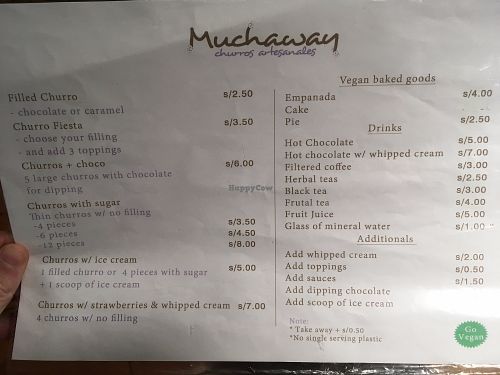 Muchaway
churros artesanales
Filled Churro s/2.50
- chocolate or caramel
Churro Fiesta s/3.50
- choose your filling
- and add 3 toppings
Churros + choco s/6.00
5 large churros with chocolate
for dipping
Churros with sugar
Thin churros w/ no filling
-4 pieces s/3.50
-6 pieces s/4.50
-12 pieces s/8.00
Churros w/ ice cream
1 filled churro or 4 pieces with sugar s/5.00
+ 1 scoop of ice cream
Churros w/ strawberries & whipped cream s/7.00
4 churros w/ no filling
Vegan baked goods
Empanada s/4.00
Cake
Pie s/2.50
Drinks
Hot Chocolate s/5.00
Hot chocolate w/ whipped cream s/7.00
Filtered coffee s/3.00
Herbal teas s/2.50
Black tea s/3.00
Frutal tea s/4.00
Fruit Juice s/5.00
Glass of mineral water s/1.00
Additionals
Add whipped cream s/2.00
Add toppings s/0.50
Add sauces s/1.50
Add dipping chocolate
Add scoop of ice cream
Note:
* Take away + s/0.50
*No single serving plastic
Go
Vegan
HappyCow